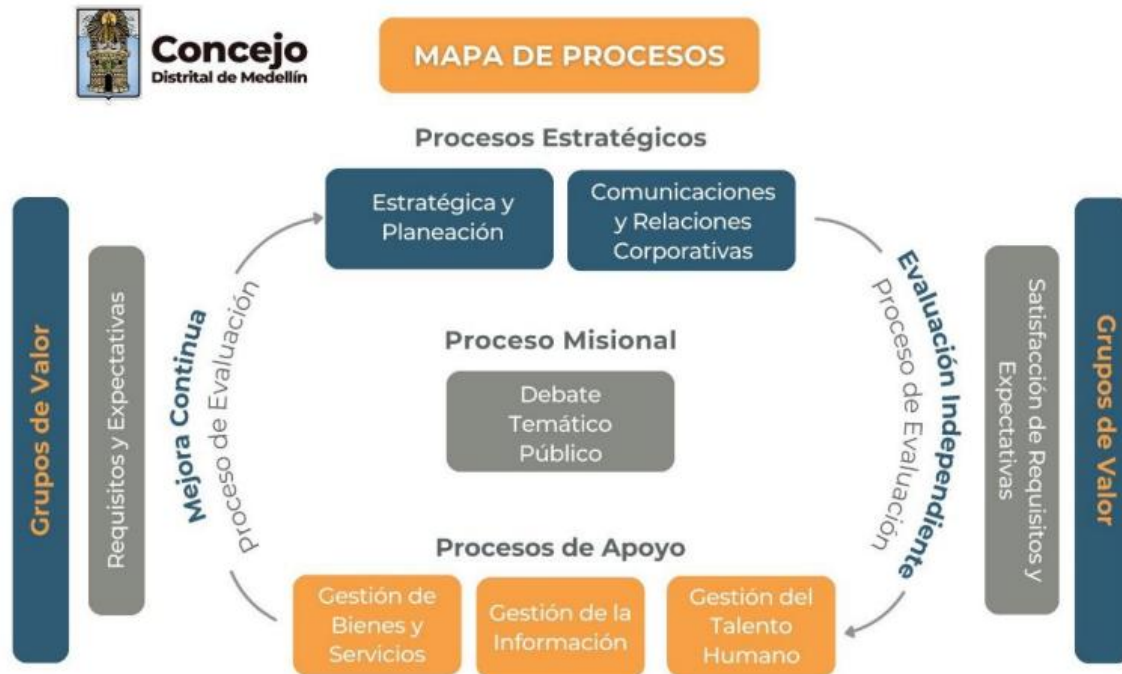 Concejo
Distrital de Medellín
MAPA DE PROCESOS
Procesos Estratégicos
Estratégica y
Planeación
Comunicaciones
y Relaciones
Corporativas
Grupos de Valor
Requisitos y Expectativas
Mejora Continua
Proceso de Evaluación
Proceso Misional
Debate
Temático
Público
Evaluación Independiente
Proceso de Evaluación
Satisfacción de Requisitos y
Expectativas
Grupos de Valor
Procesos de Apoyo
Gestión de
Bienes y
Servicios
Gestión de la
Información
Gestión del
Talento
Humano